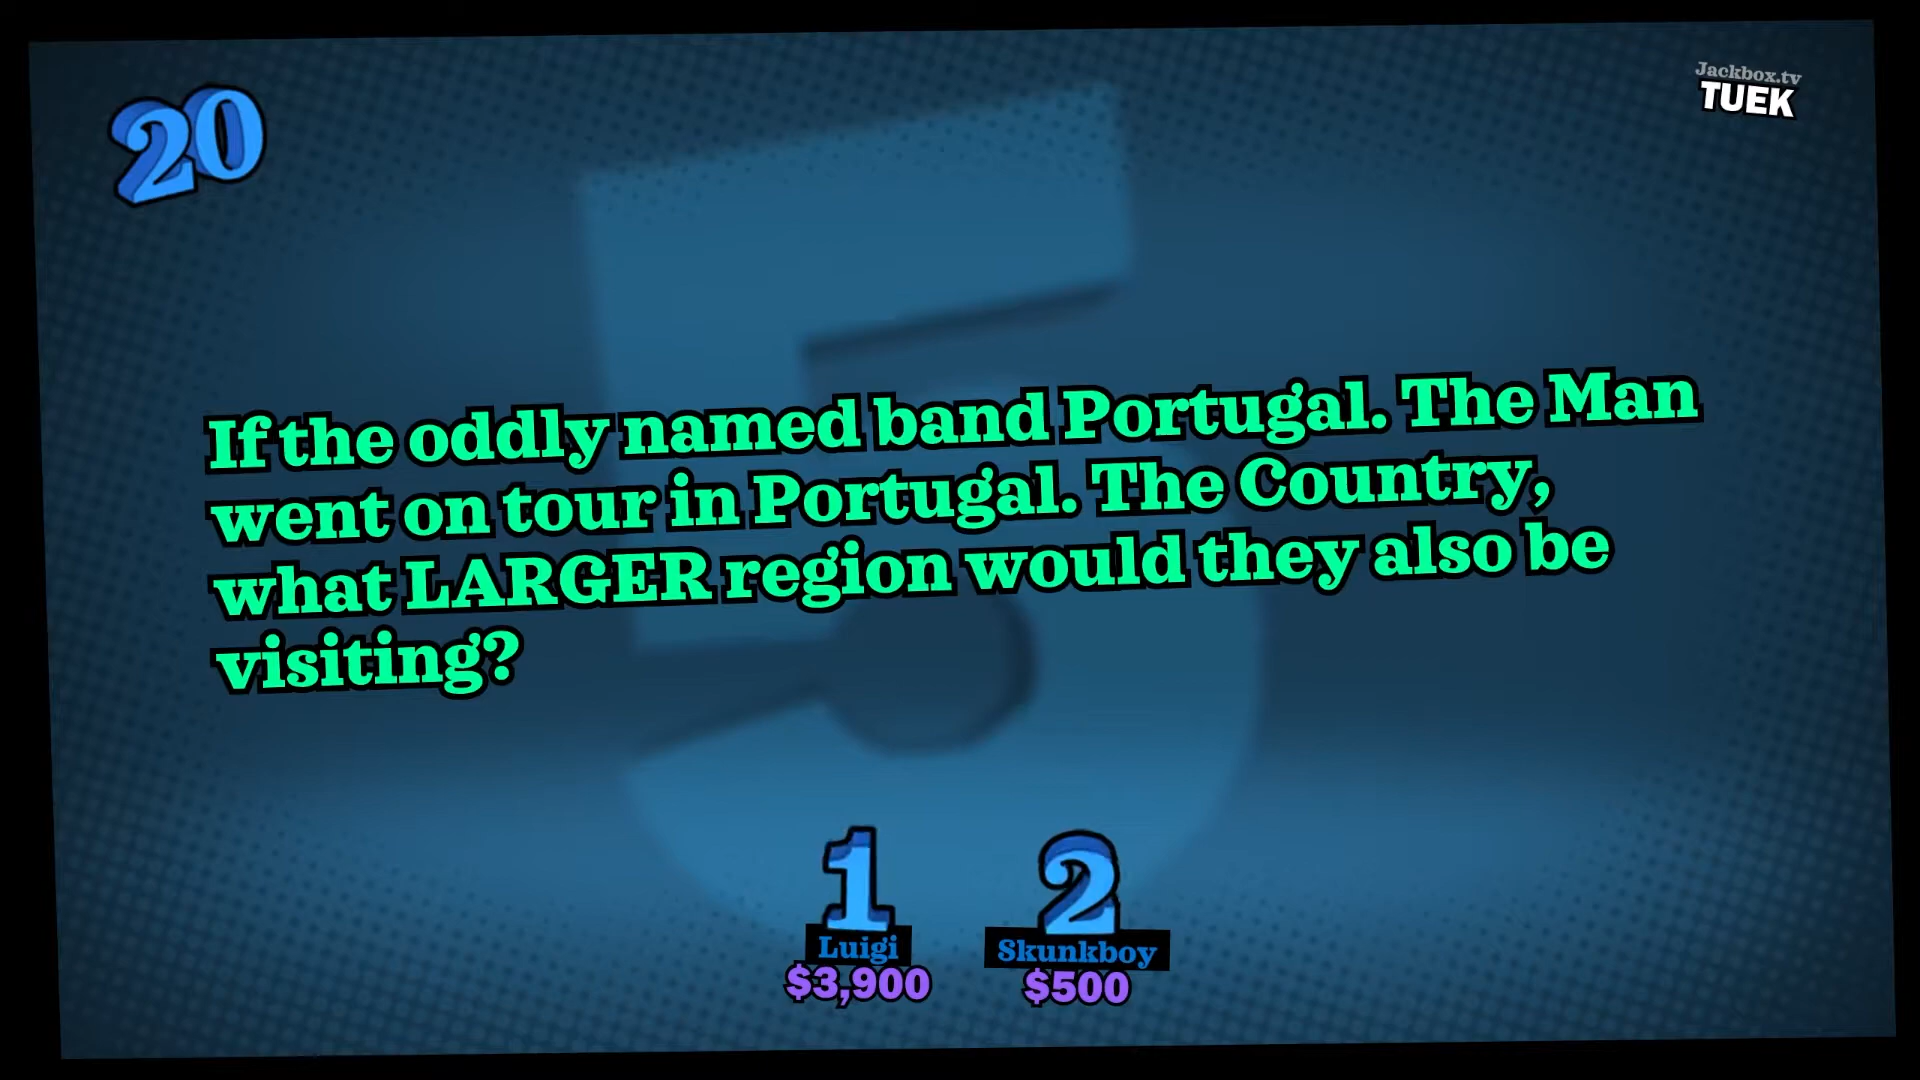 20
Jackbox.tv
TUEK
5
If the oddly named band Portugal. The Man
went on tour in Portugal. The Country,
what LARGER region would they also be
visiting?
1
2
Luigi
Skunkboy
$3,900
$500